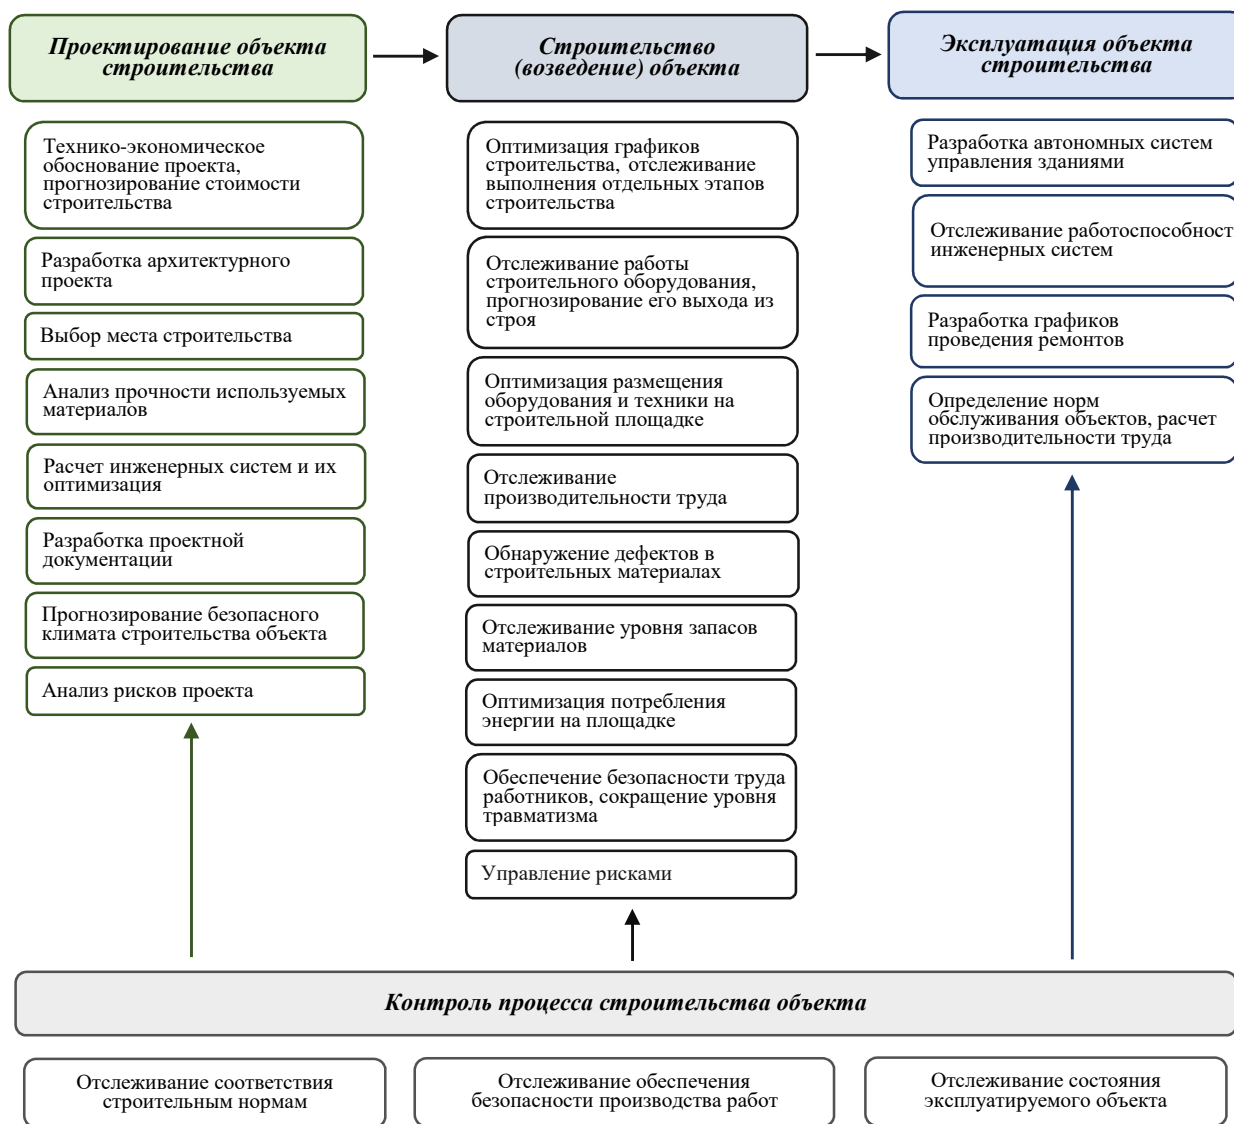 Проектирование объекта
строительства
Строительство
(возведение) объекта
Эксплуатация объекта
строительства
Технико-экономическое
обоснование проекта,
прогнозирование стоимости
строительства
Разработка архитектурного
проекта
Выбор места строительства
Анализ прочности используемых
материалов
Расчет инженерных систем и их
оптимизация
Разработка проектной
документации
Прогнозирование безопасного
климата строительства объекта
Анализ рисков проекта
Оптимизация графиков
строительства, отслеживание
выполнения отдельных этапов
строительства
Отслеживание работы
строительного оборудования,
прогнозирование его выхода из
строя
Оптимизация размещения
оборудования и техники на
строительной площадке
Отслеживание
производительности труда
Обнаружение дефектов в
строительных материалах
Отслеживание уровня запасов
материалов
Оптимизация потребления
энергии на площадке
Обеспечение безопасности труда
работников, сокращение уровня
травматизма
Управление рисками
Разработка автономных систем
управления зданиями
Отслеживание работоспособност
инженерных систем
Разработка графиков
проведения ремонтов
Определение норм
обслуживания объектов, расчет
производительности труда
Контроль процесса строительства объекта
Отслеживание соответствия
строительным нормам
Отслеживание обеспечения
безопасности производства работ
Отслеживание состояния
эксплуатируемого объекта